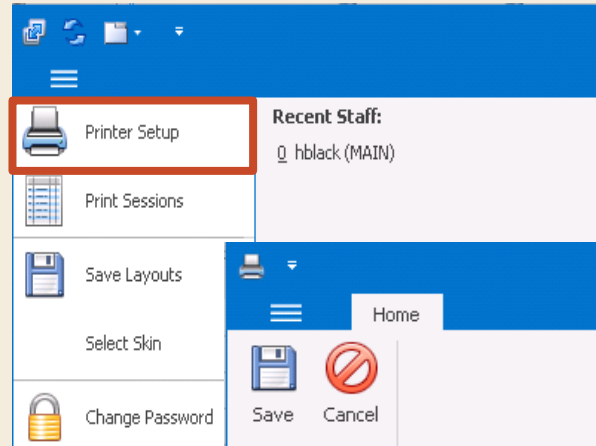 Printer Setup
Recent Staff:
0 hblack (MAIN)
Print Sessions
Save Layouts
Select Skin
Change Password
Home
Save Cancel